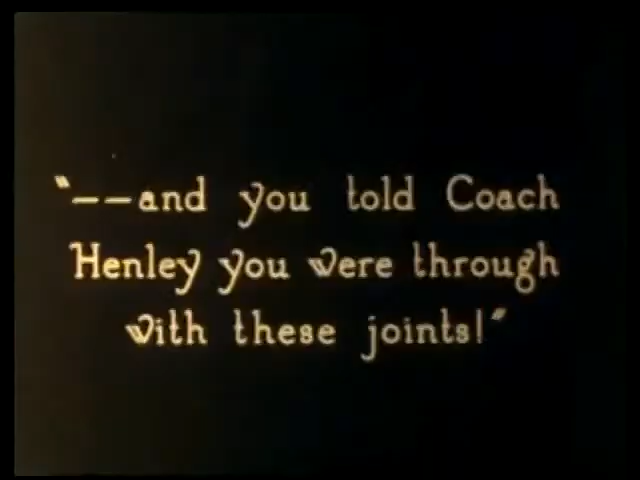 "--and you told Coach
Henley you were through
with these joints!"